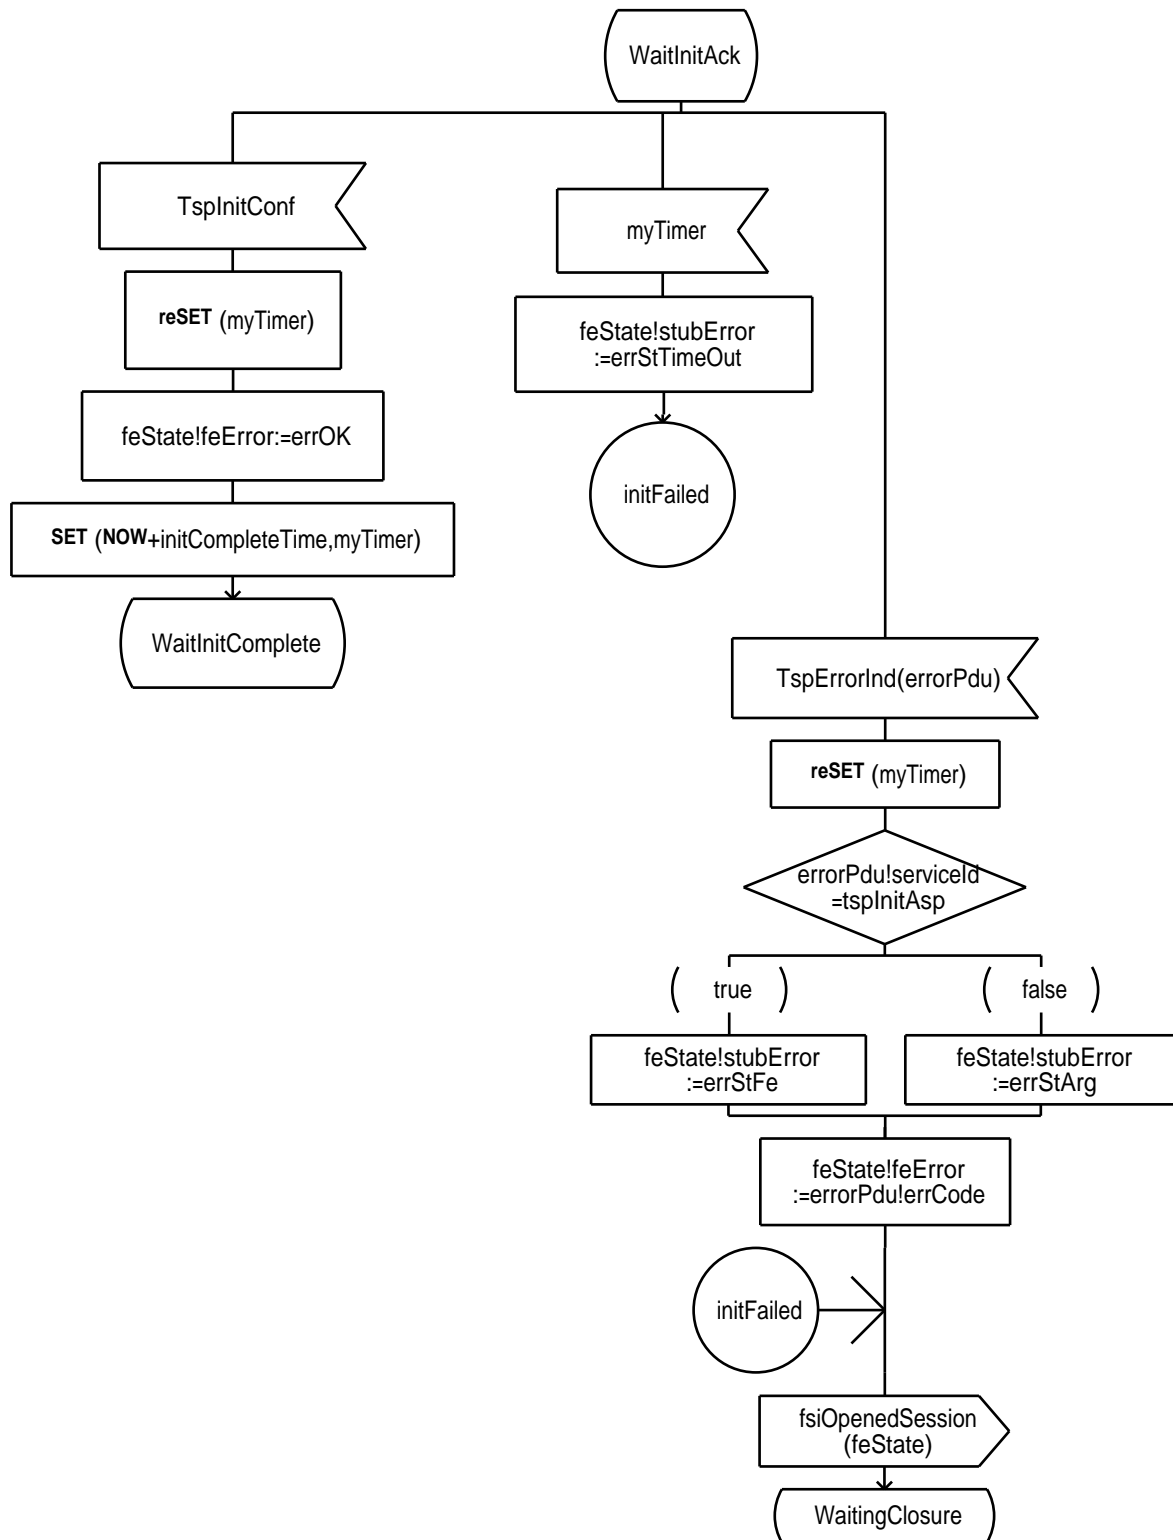 WaitInitAck
TspInitConf
reSET (myTimer)
feState!feError:=errOK
SET (NOW+initCompleteTime,myTimer)
WaitInitComplete
myTimer
feState!stubError
:=errStTimeOut
initFailed
TspErrorInd(errorPdu)
reSET (myTimer)
errorPdu!serviceId
=tspInitAsp
( true )
( false )
feState!stubError
:=errStFe
feState!stubError
:=errStArg
feState!feError
:=errorPdu!errCode
initFailed
fsiOpenedSession
(feState)
WaitingClosure